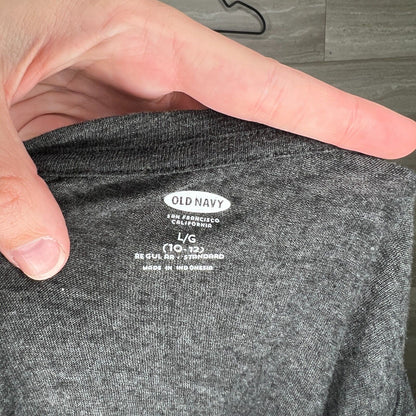 OLD NAVY
SAN FRANCISCO
CALIFORNIA
L/G
(10-12)
REGULAR - STANDARD
MADE IN INDONESIA